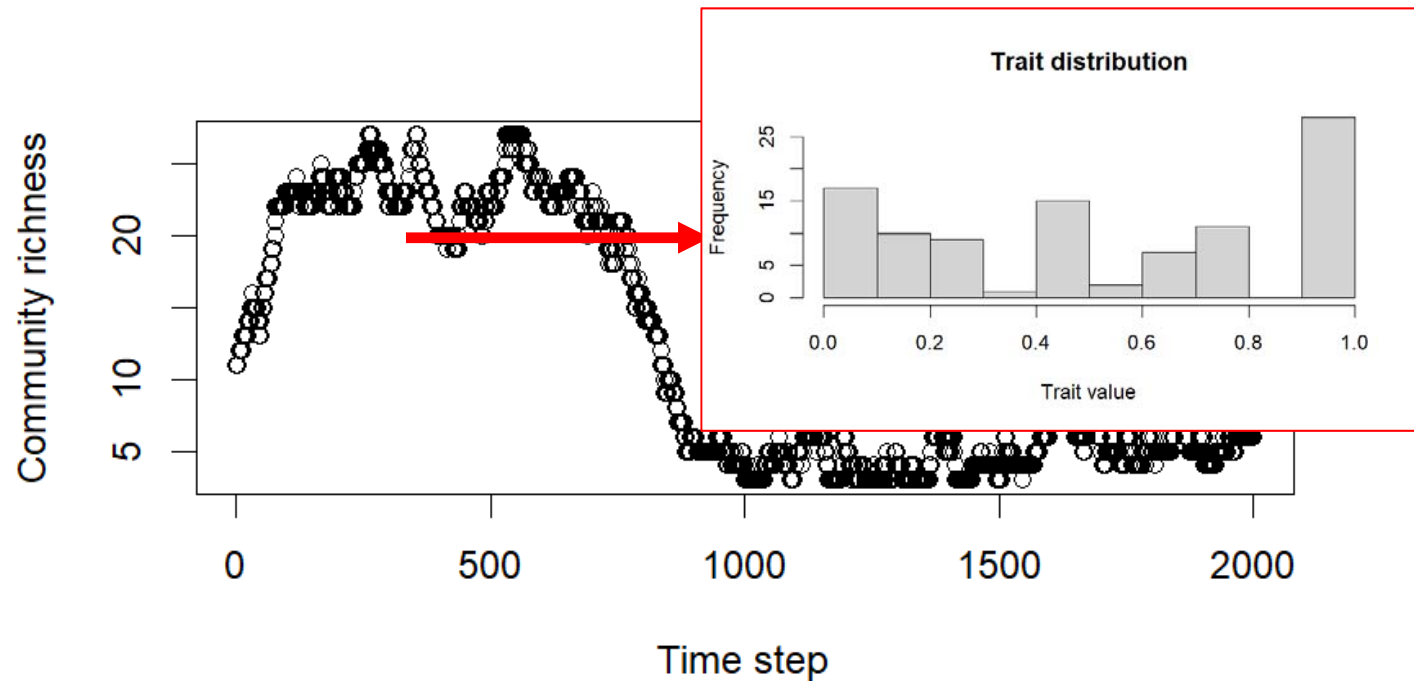 Trait distribution
Frequency
25
15
5
0
0.0 0.2 0.4 0.6 0.8 1.0
Trait value
Community richness
20
10
5
0 500 1000 1500 2000
Time step